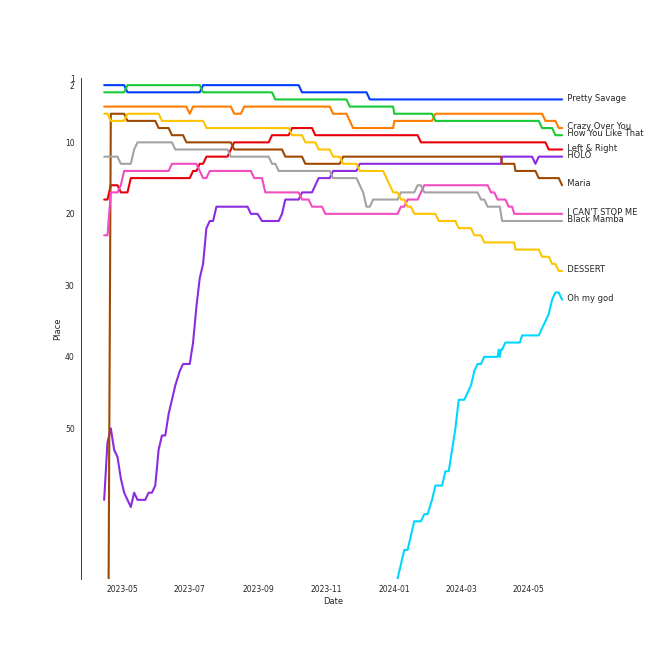 1
2
10
20
30
40
50
Place
2023-05
2023-07
2023-09
2023-11
2024-01
2024-03
2024-05
Date
Pretty Savage
Crazy Over You
How You Like That
Left & Right
HOLO
Maria
I CAN'T STOP ME
Black Mamba
DESSERT
Oh my god